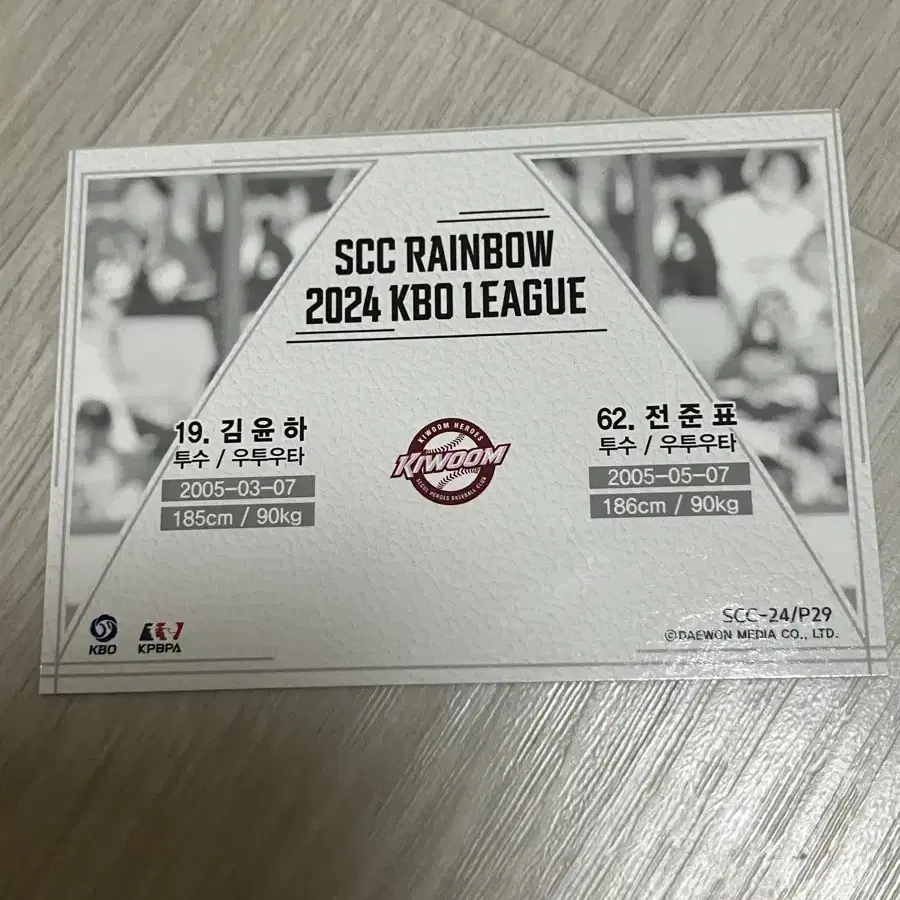 SCC RAINBOW
2024 KBO LEAGUE
19. 김윤하
투수 / 우투우타
2005-03-07
185cm / 90kg
KIWOOM HEROES
KIWOOM
SEOUL HEROES BASEBALL CLUB
62. 전준표
투수 / 우투우타
2005-05-07
186cm / 90kg
KBO
KPBPA
SCC-24/P29
©DAEWON MEDIA CO., LTD.